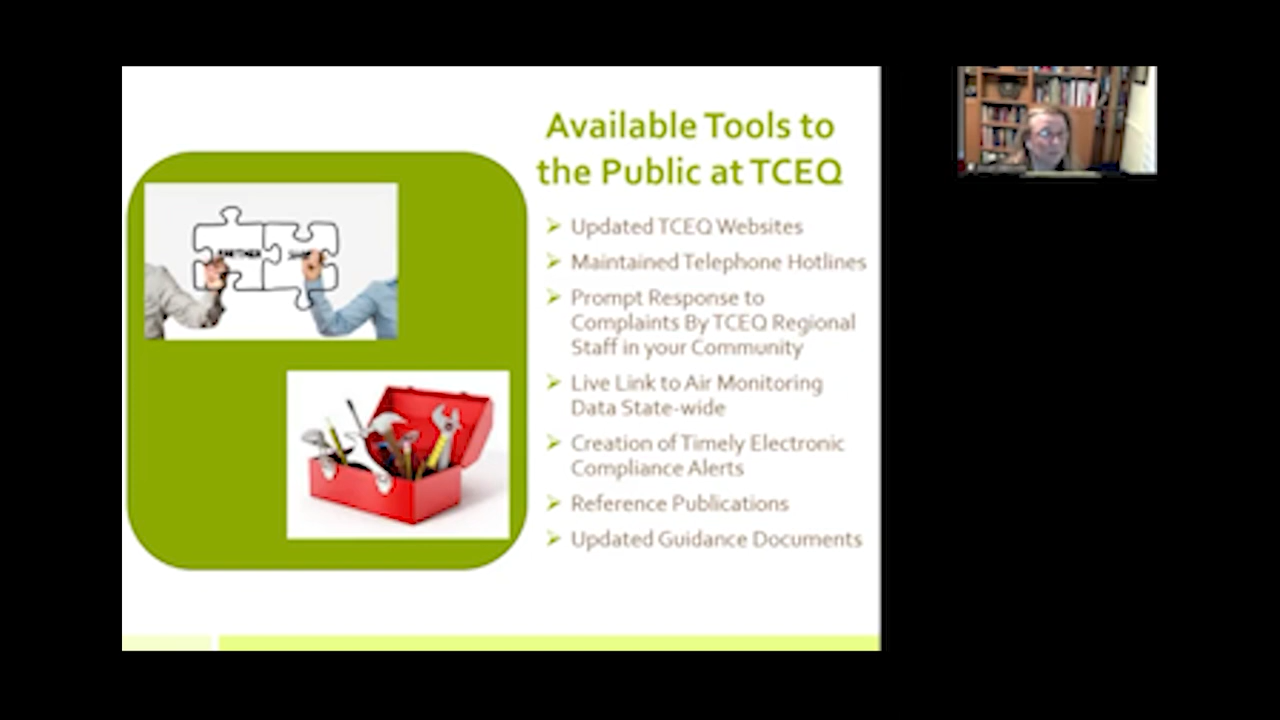 Available Tools to
the Public at TCEQ
Updated TCEQ Websites
Maintained Telephone Hotlines
Prompt Response to
Complaints By TCEQ Regional
Staff in your Community
Live Link to Air Monitoring
Data State-wide
Creation of Timely Electronic
Compliance Alerts
Reference Publications
Updated Guidance Documents